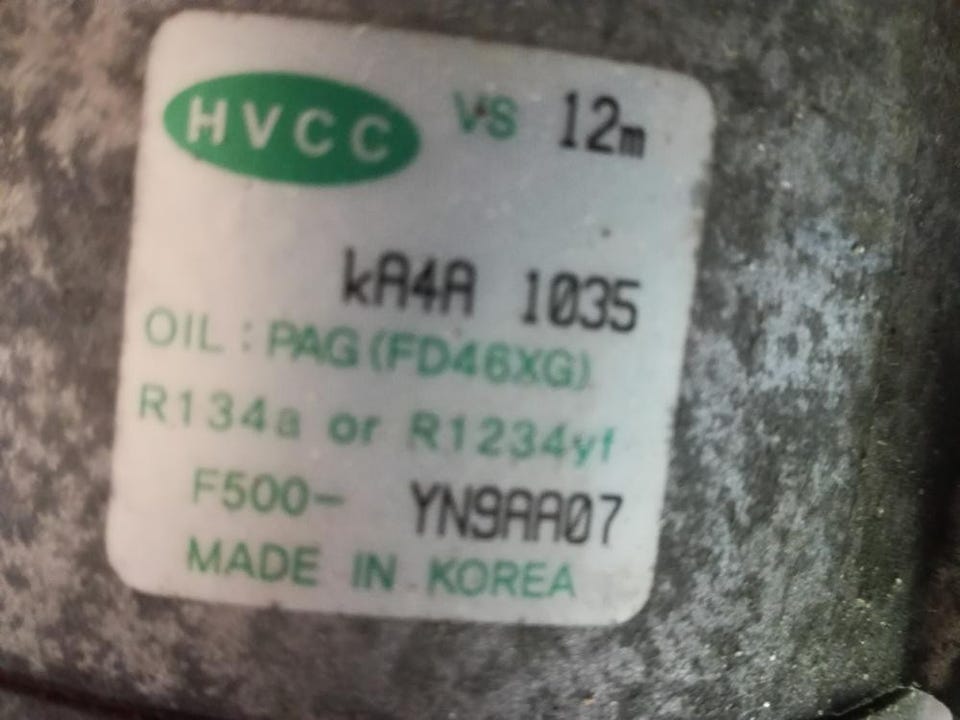 HVCC VS 12m
kA4A 1035
OIL : PAG (FD46XG)
R134a or R1234yf
F500- YN9AA07
MADE IN KOREA